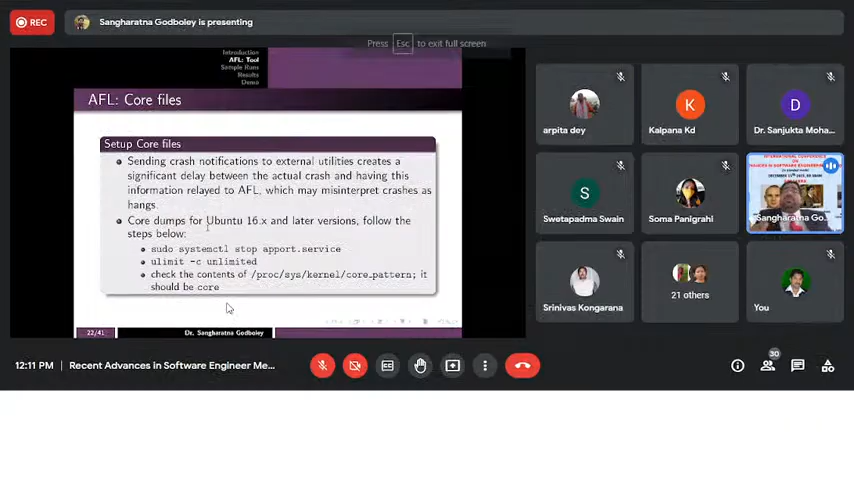 REC
Sangharatna Godboley is presenting
Press Esc to exit full screen
Introduction
AFL: Tool
Sample Runs
Results
Demo
AFL: Core files
Setup Core files
Sending crash notifications to external utilities creates a
significant delay between the actual crash and having this
information relayed to AFL, which may misinterpret crashes as
hangs.
Core dumps for Ubuntu 16.x and later versions, follow the
steps below:
sudo systemctl stop apport.service
ulimit -c unlimited
check the contents of /proc/sys/kernel/core_pattern; it
should be core
22/41
Dr. Sangharatna Godboley
arpita dey
K
Kalpana Kd
D
Dr. Sanjukta Moha...
S
Swetapadma Swain
Soma Panigrahi
INTERNATIONAL CONFERENCE
Sangharatna Go...
Srinivas Kongarana
21 others
You
12:11 PM
Recent Advances in Software Engineer Me...
30